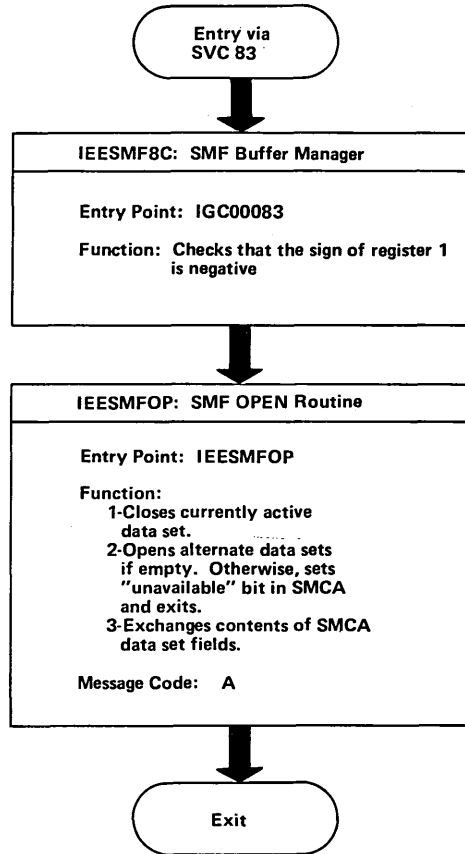 Entry via
SVC 83
IEESMF8C: SMF Buffer Manager
Entry Point: IGC00083
Function: Checks that the sign of register 1
is negative
IEESMFOP: SMF OPEN Routine
Entry Point: IEESMFOP
Function:
1-Closes currently active
data set.
2-Opens alternate data sets
if empty. Otherwise, sets
"unavailable" bit in SMCA
and exits.
3-Exchanges contents of SMCA
data set fields.
Message Code: A
Exit